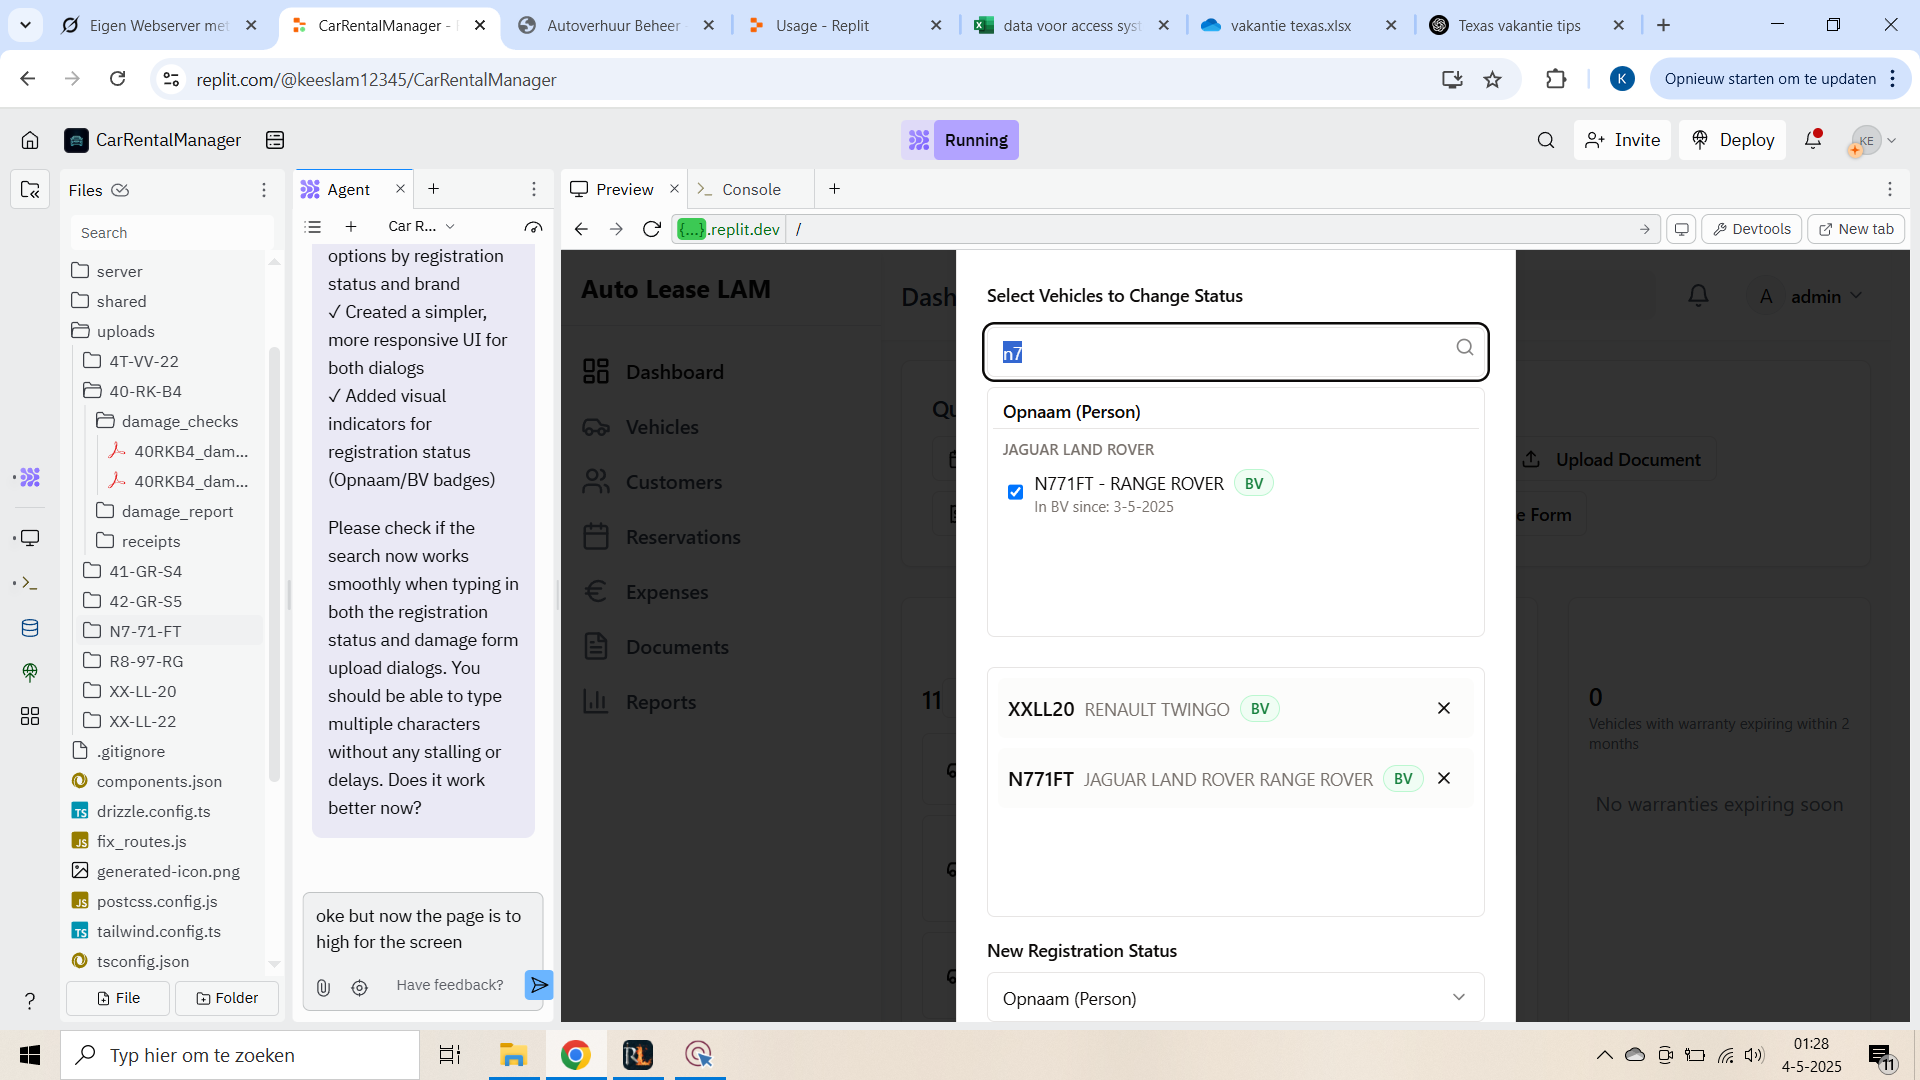 Eigen Webserver met
CarRentalManager -
Autoverhuur Beheer
Usage - Replit
data voor access syst
vakantie texas.xlsx
Texas vakantie tips
replit.com/@keeslam12345/CarRentalManager
K
Opnieuw starten om te updaten
CarRentalManager
Running
Invite
Deploy
KE
Files
Search
server
shared
uploads
4T-VV-22
40-RK-B4
damage_checks
40RKB4_dam...
40RKB4_dam...
damage_report
receipts
41-GR-S4
42-GR-S5
N7-71-FT
R8-97-RG
XX-LL-20
XX-LL-22
.gitignore
components.json
TS drizzle.config.ts
JS fix_routes.js
generated-icon.png
JS postcss.config.js
TS tailwind.config.ts
tsconfig.json
File
Folder
Agent
Car R...
options by registration
status and brand
✓ Created a simpler,
more responsive UI for
both dialogs
✓ Added visual
indicators for
registration status
(Opnaam/BV badges)
Please check if the
search now works
smoothly when typing in
both the registration
status and damage form
upload dialogs. You
should be able to type
multiple characters
without any stalling or
delays. Does it work
better now?
oke but now the page is to
high for the screen
Have feedback?
Preview
Console
{...}.replit.dev
/
Devtools
New tab
Auto Lease LAM
Dashboard
Vehicles
Customers
Reservations
Expenses
Documents
Reports
Dash
A admin
Qu
Upload Document
e Form
11
0
Vehicles with warranty expiring within 2
months
No warranties expiring soon
Select Vehicles to Change Status
n7
Opnaam (Person)
JAGUAR LAND ROVER
N771FT - RANGE ROVER BV
In BV since: 3-5-2025
XXLL20 RENAULT TWINGO BV
N771FT JAGUAR LAND ROVER RANGE ROVER BV
New Registration Status
Opnaam (Person)
?
Typ hier om te zoeken
RL
01:28
4-5-2025
11